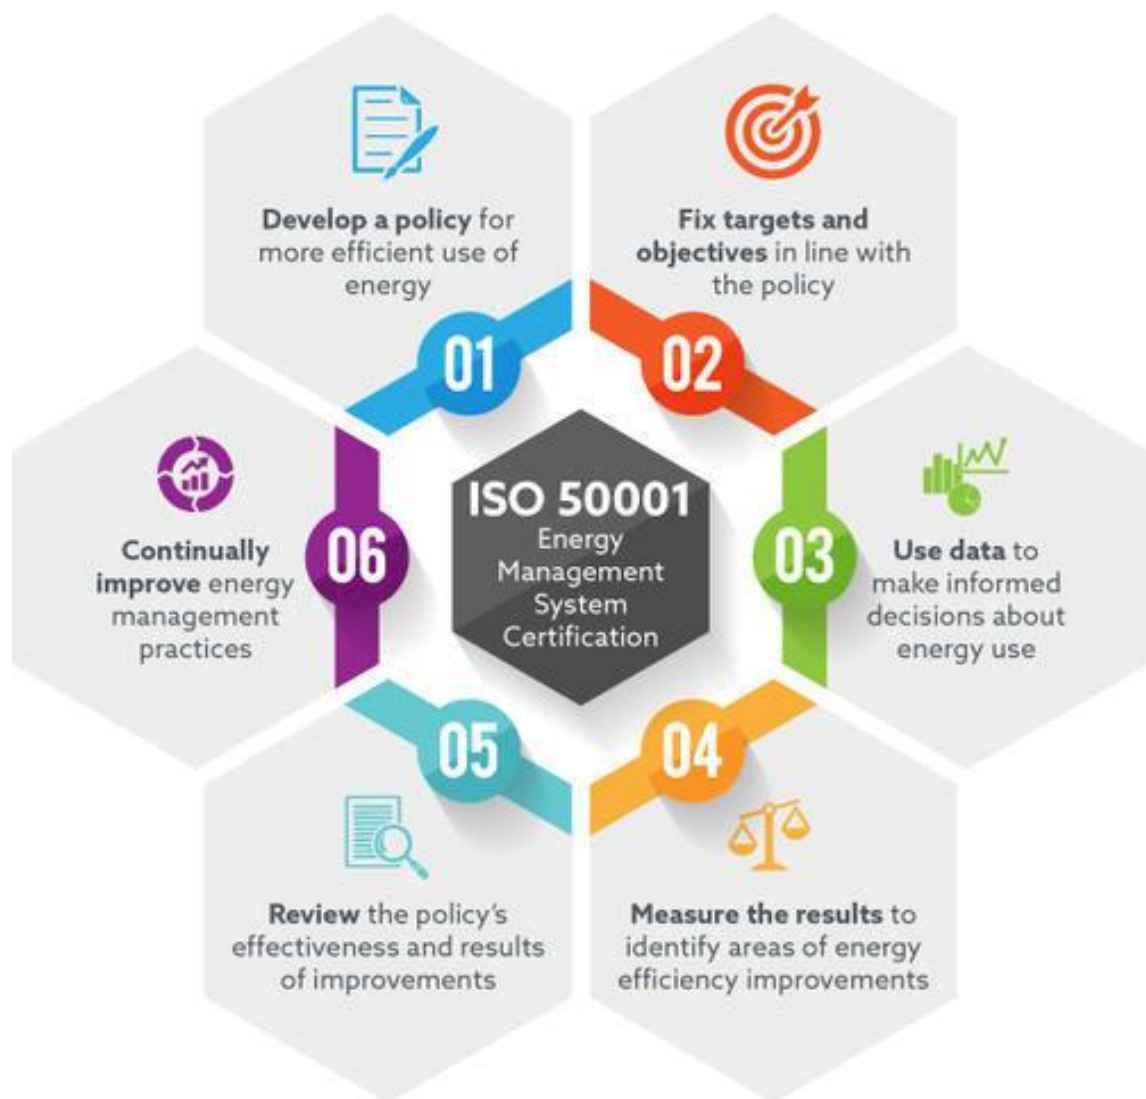 Develop a policy for
more efficient use of
energy
01
Fix targets and
objectives in line with
the policy
02
Use data to
make informed
decisions about
energy use
03
Measure the results to
identify areas of energy
efficiency improvements
04
Review the policy's
effectiveness and results
of improvements
05
Continually
improve energy
management
practices
06
ISO 50001
Energy
Management
System
Certification